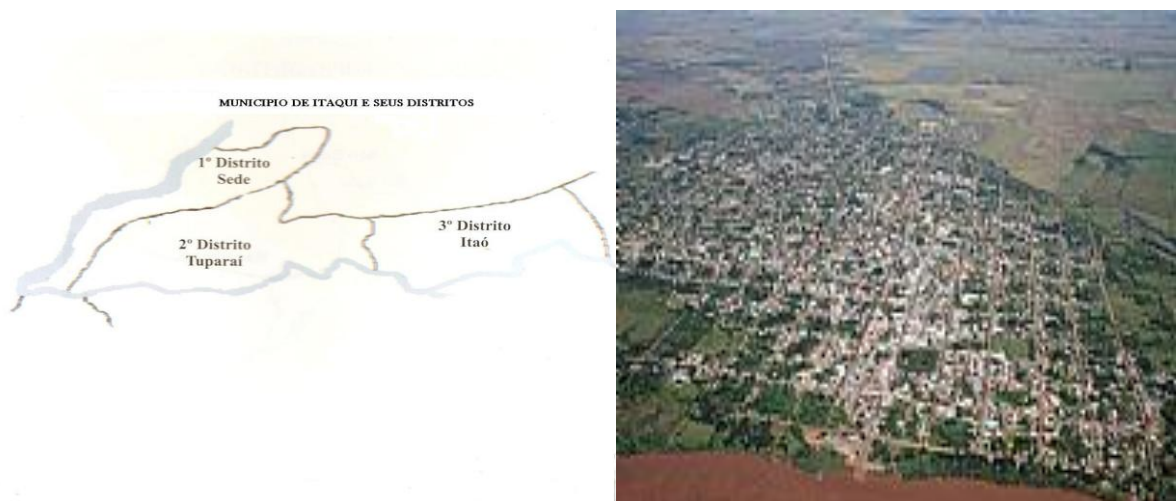 MUNICIPIO DE ITAQUI E SEUS DISTRITOS
1º Distrito
Sede
2º Distrito
Tuparaí
3º Distrito
Itaó